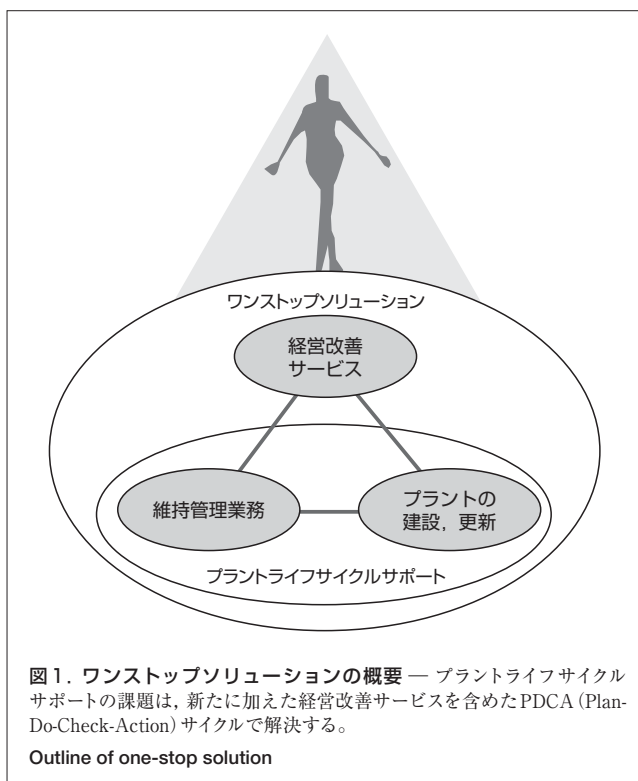 ワンストップソリューション
経営改善
サービス
維持管理業務
プラントの
建設，更新
プラントライフサイクルサポート
図1．ワンストップソリューションの概要 — プラントライフサイクル
サポートの課題は，新たに加えた経営改善サービスを含めたPDCA（Plan-
Do-Check-Action）サイクルで解決する。
Outline of one-stop solution